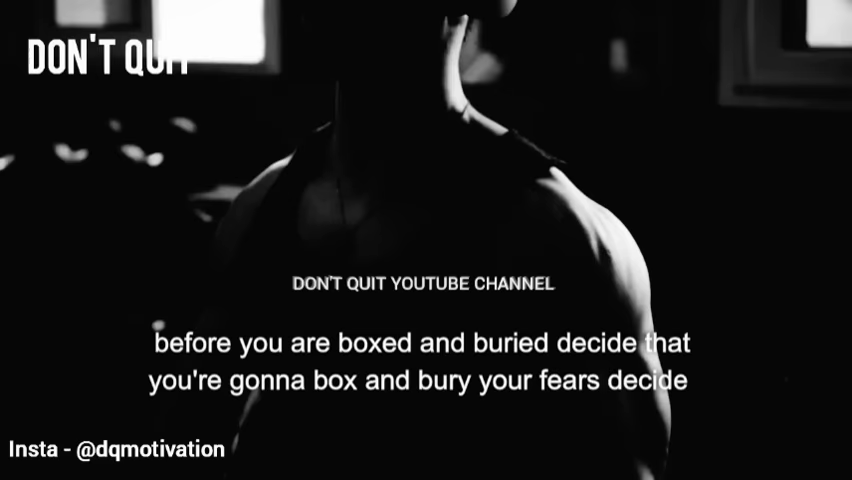 DON'T QUIT
DON'T QUIT YOUTUBE CHANNEL
before you are boxed and buried decide that
you're gonna box and bury your fears decide
Insta - @dqmotivation